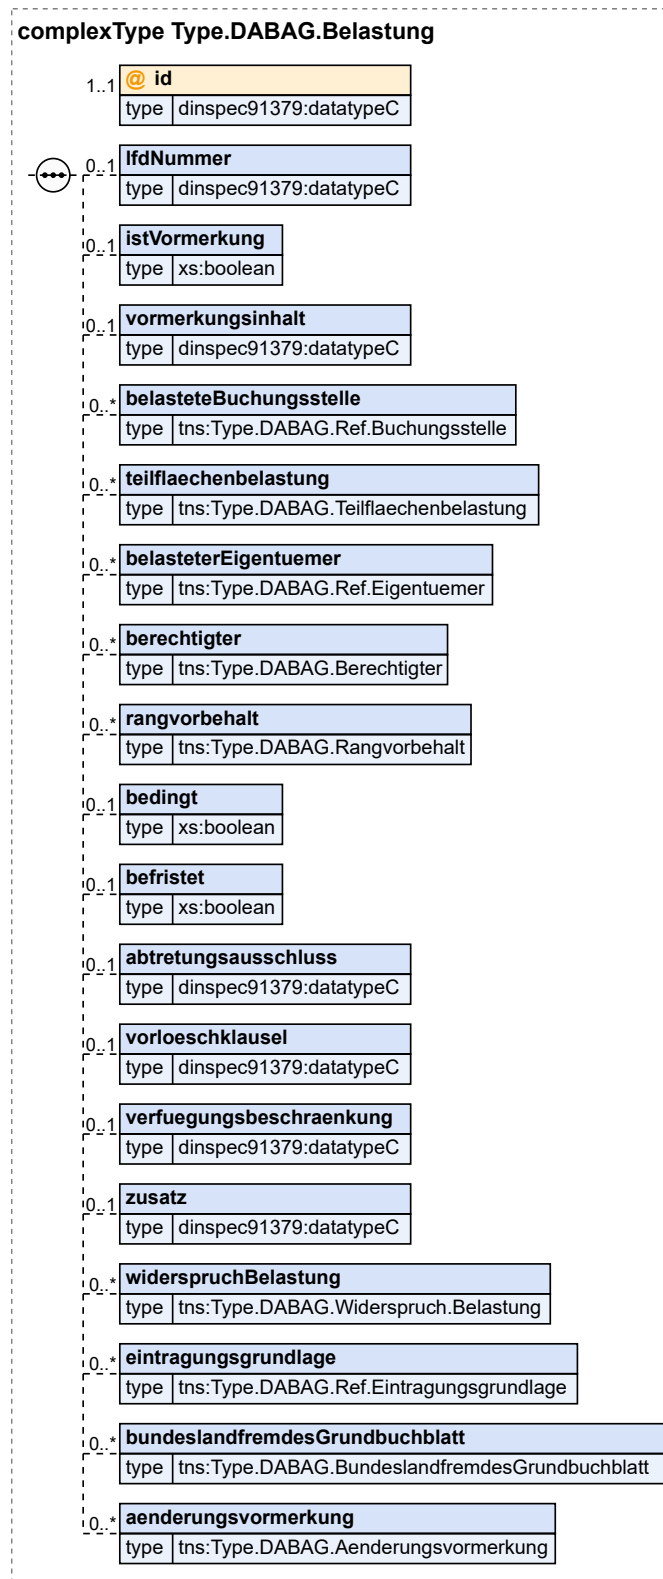 complexType Type.DABAG.Belastung
1..1 @ id
type dinspec91379:datatypeC
0..1 lfdNummer
type dinspec91379:datatypeC
0..1 istVormerkung
type xs:boolean
0..1 vormerkungsinhalt
type dinspec91379:datatypeC
0..* belasteteBuchungsstelle
type tns:Type.DABAG.Ref.Buchungsstelle
0..* teilflaechenbelastung
type tns:Type.DABAG.Teilflaechenbelastung
0..* belasteterEigentuemer
type tns:Type.DABAG.Ref.Eigentuemer
0..* berechtigter
type tns:Type.DABAG.Berechtigter
0..* rangvorbehalt
type tns:Type.DABAG.Rangvorbehalt
0..1 bedingt
type xs:boolean
0..1 befristet
type xs:boolean
0..1 abtretungsausschluss
type dinspec91379:datatypeC
0..1 vorloeschklausel
type dinspec91379:datatypeC
0..1 verfuegungsbeschraenkung
type dinspec91379:datatypeC
0..1 zusatz
type dinspec91379:datatypeC
0..* widerspruchBelastung
type tns:Type.DABAG.Widerspruch.Belastung
0..* eintragungsgrundlage
type tns:Type.DABAG.Ref.Eintragungsgrundlage
0..* bundeslandfremdesGrundbuchblatt
type tns:Type.DABAG.BundeslandfremdesGrundbuchblatt
0..* aenderungsvormerkung
type tns:Type.DABAG.Aenderungsvormerkung